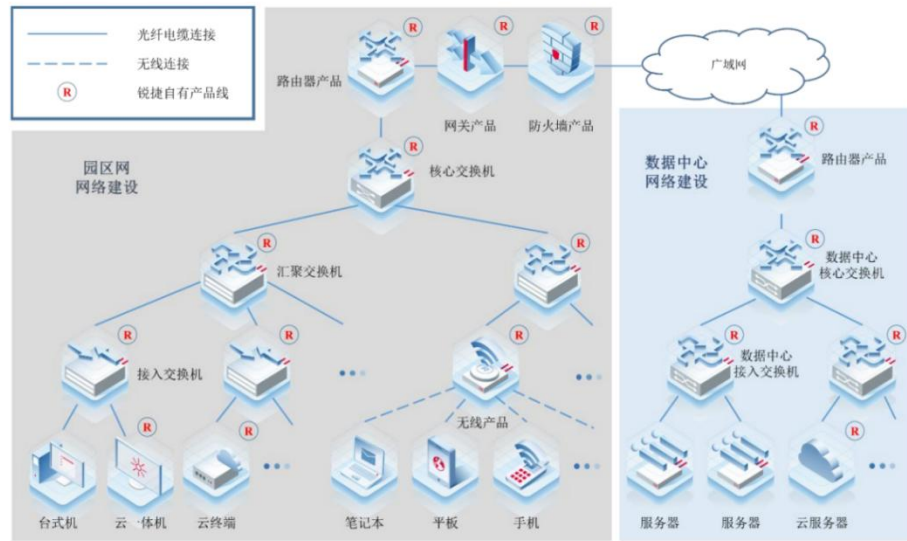 光纤电缆连接
无线连接
R 锐捷自有产品线
R
R
R
路由器产品
网关产品
防火墙产品
广域网
园区网
网络建设
R
核心交换机
数据中心
网络建设
R
路由器产品
R
汇聚交换机
R
R
数据中心
核心交换机
R
接入交换机
R
R
无线产品
R
数据中心
接入交换机
R
R
R
R
台式机
云一体机
云终端
笔记本
平板
手机
服务器
服务器
云服务器